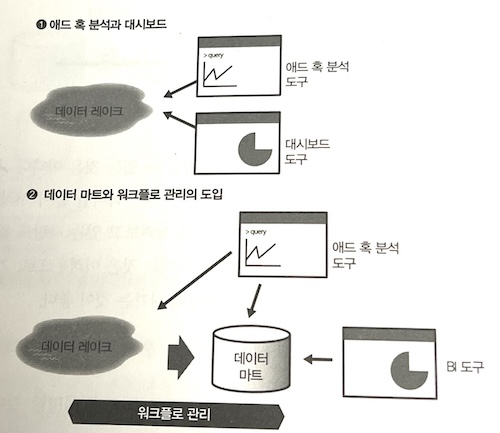 ❶ 애드 혹 분석과 대시보드
> query
애드 혹 분석
도구
데이터 레이크
대시보드
도구
❷ 데이터 마트와 워크플로 관리의 도입
> query
애드 혹 분석
도구
데이터 레이크
데이터
마트
BI 도구
워크플로 관리